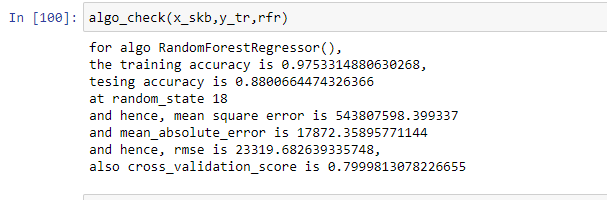 In [100]: algo_check(x_skb,y_tr,rfr)
for algo RandomForestRegressor(),
the training accuracy is 0.9753314880630268,
tesing accuracy is 0.8800664474326366
at random_state 18
and hence, mean square error is 543807598.399337
and mean_absolute_error is 17872.35895771144
and hence, rmse is 23319.682639335748,
also cross_validation_score is 0.7999813078226655